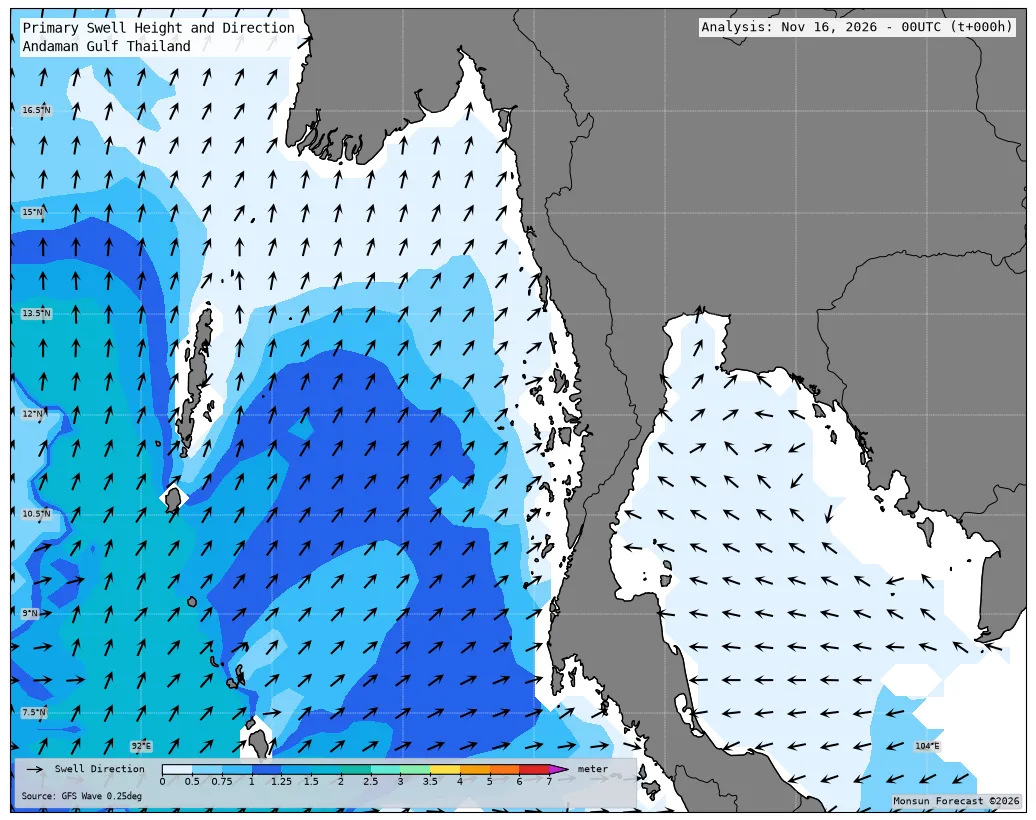 Primary Swell Height and Direction
Andaman Gulf Thailand
Analysis: Nov 16, 2026 - 00UTC (t+000h)
16.5°N
15°N
13.5°N
12°N
10.5°N
9°N
7.5°N
92°E
104°E
Swell Direction
meter
0 0.5 0.75 1 1.25 1.5 2 2.5 3 3.5 4 5 6
Source: GFS Wave 0.25deg
Monsun Forecast ©2026